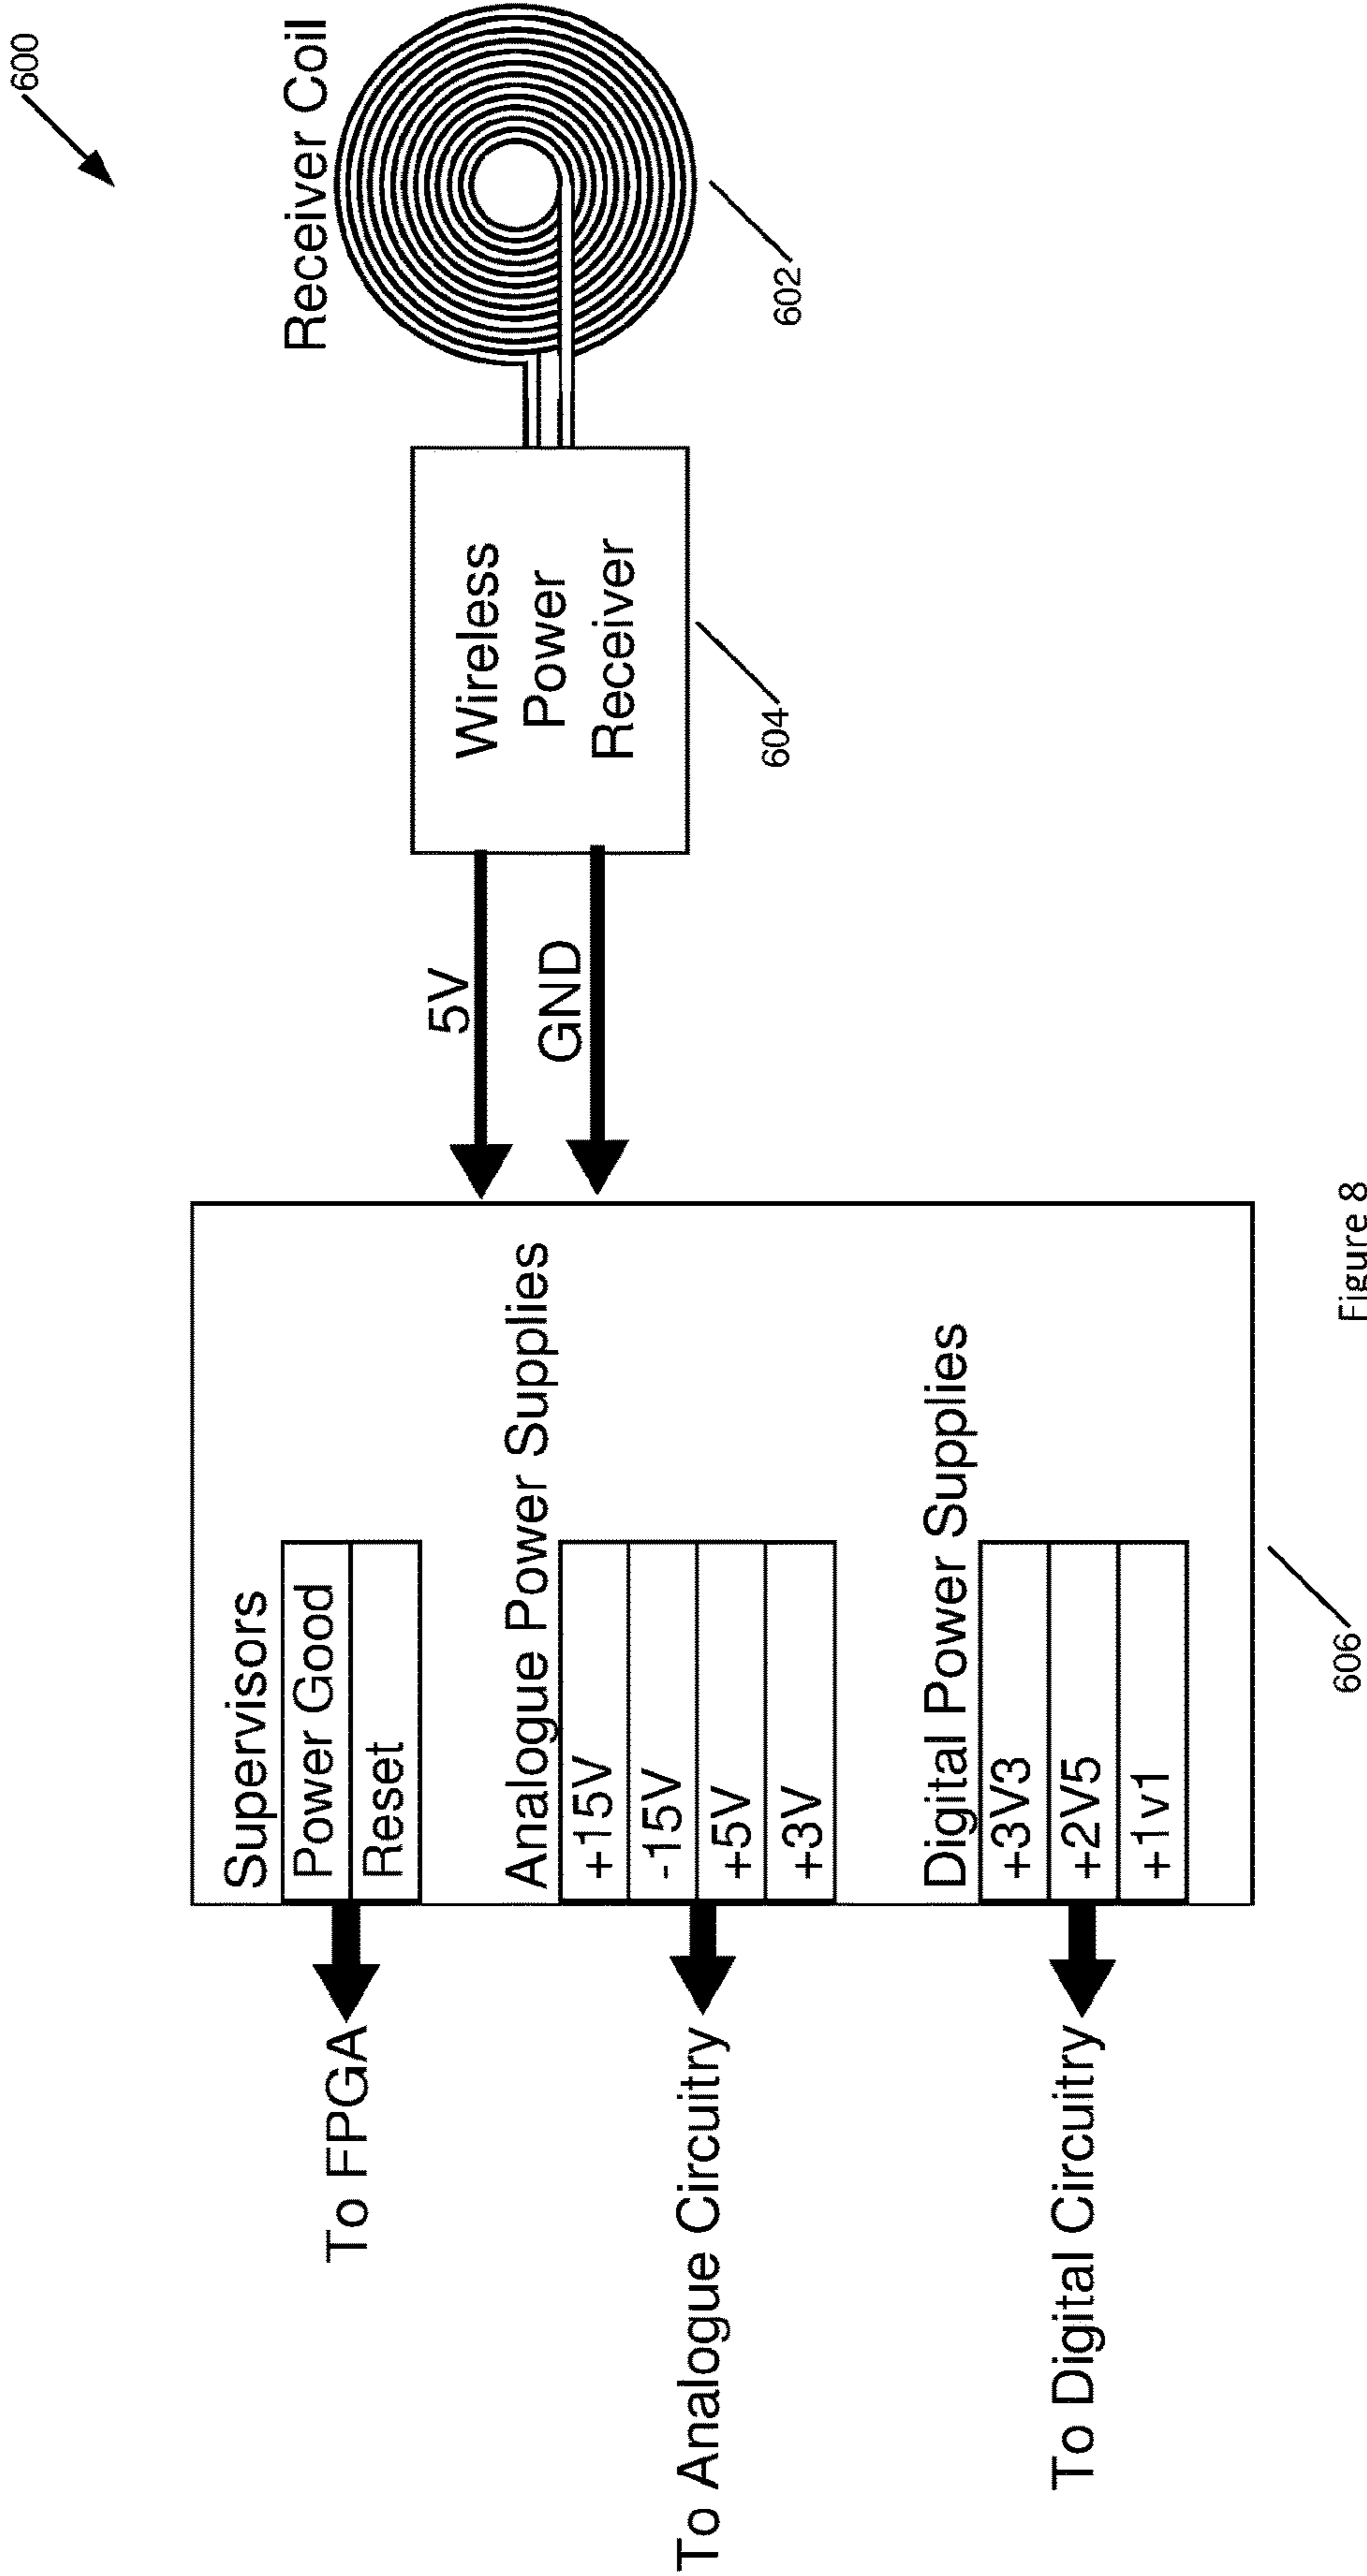 600
Receiver Coil
602
Wireless
Power
Receiver
604
5V
GND
Supervisors
Power Good
Reset
Analogue Power Supplies
+15V
-15V
+5V
+3V
Digital Power Supplies
+3V3
+2V5
+1v1
606
To FPGA
To Analogue Circuitry
To Digital Circuitry
Figure 8